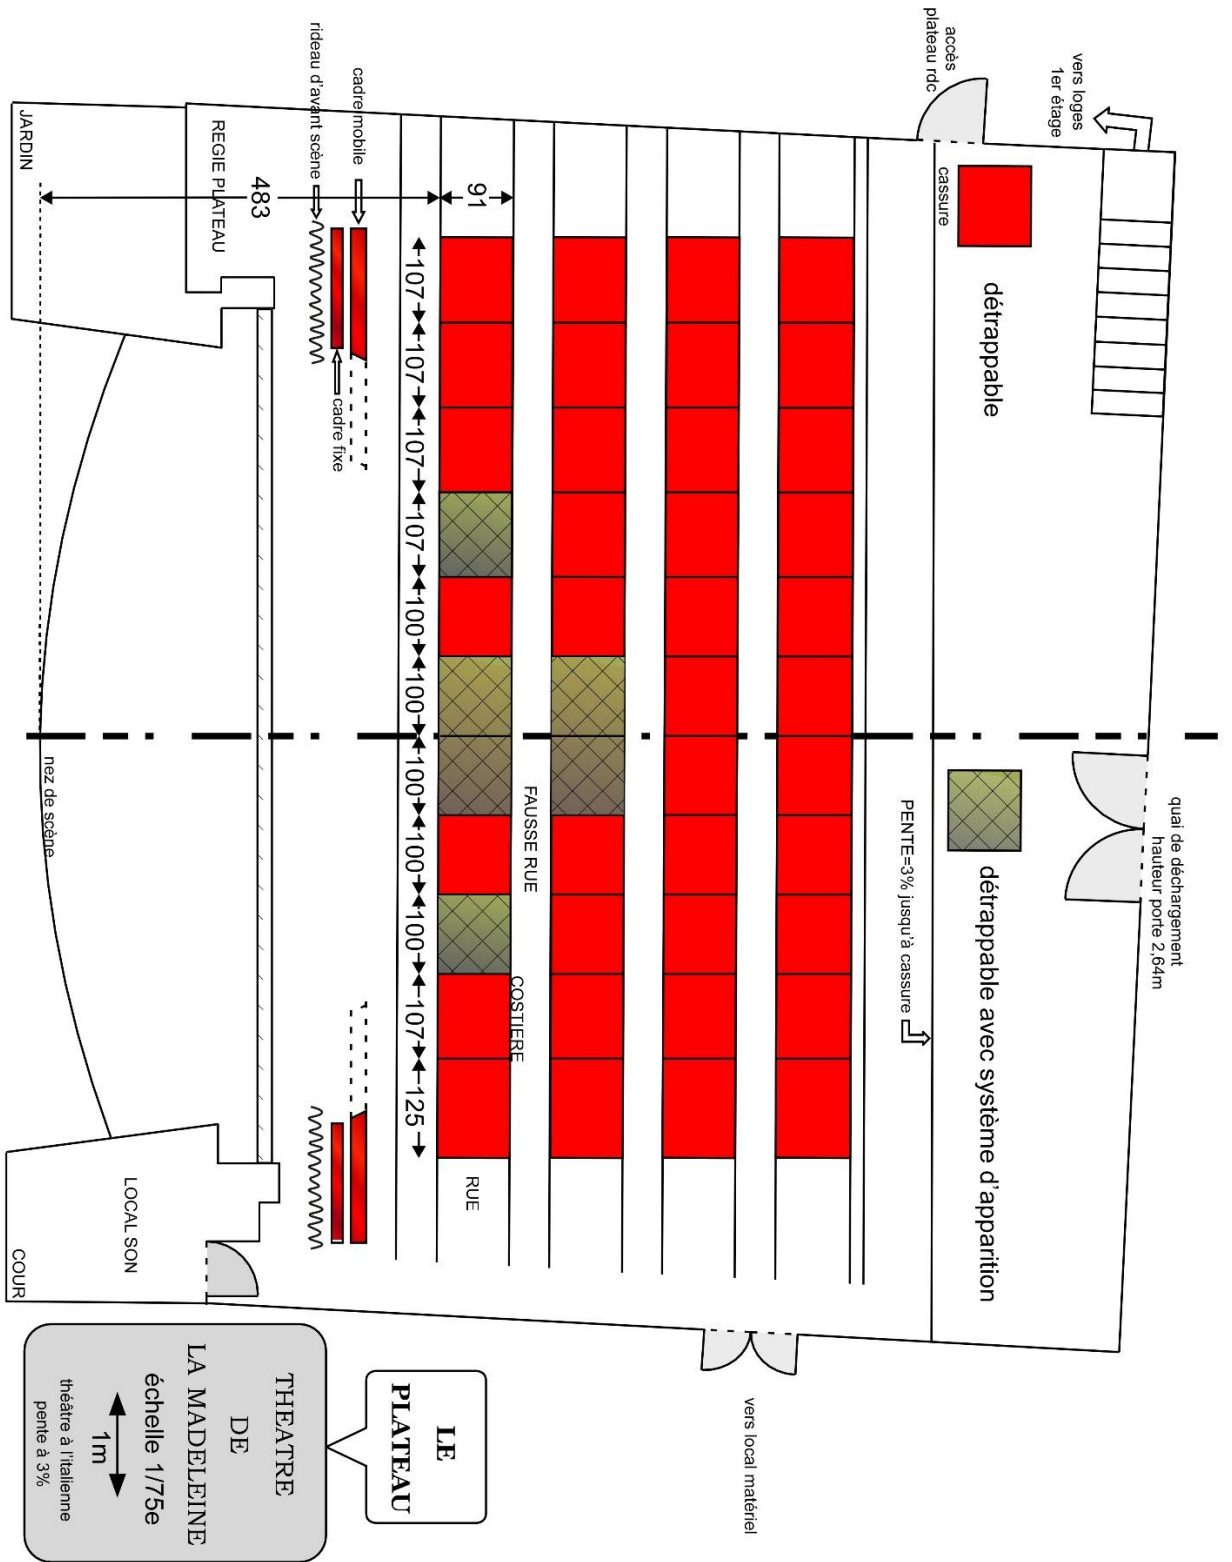 vers loges
1er étage
accès
plateau rdc
cassure
détrappable
quai de déchargement
hauteur porte 2,64m
détrappable avec système d'apparition
PENTE=3% jusqu'à cassure
vers local matériel
91
483
107
107
107
107
100
100
100
100
100
107
125
FAUSSE RUE
COSTIERE
RUE
cadre mobile
rideau d'avant scène
cadre fixe
REGIE PLATEAU
JARDIN
nez de scène
LOCAL SON
COUR
LE
PLATEAU
THEATRE
DE
LA MADELEINE
échelle 1/75e
1m
théâtre à l'italienne
pente à 3%